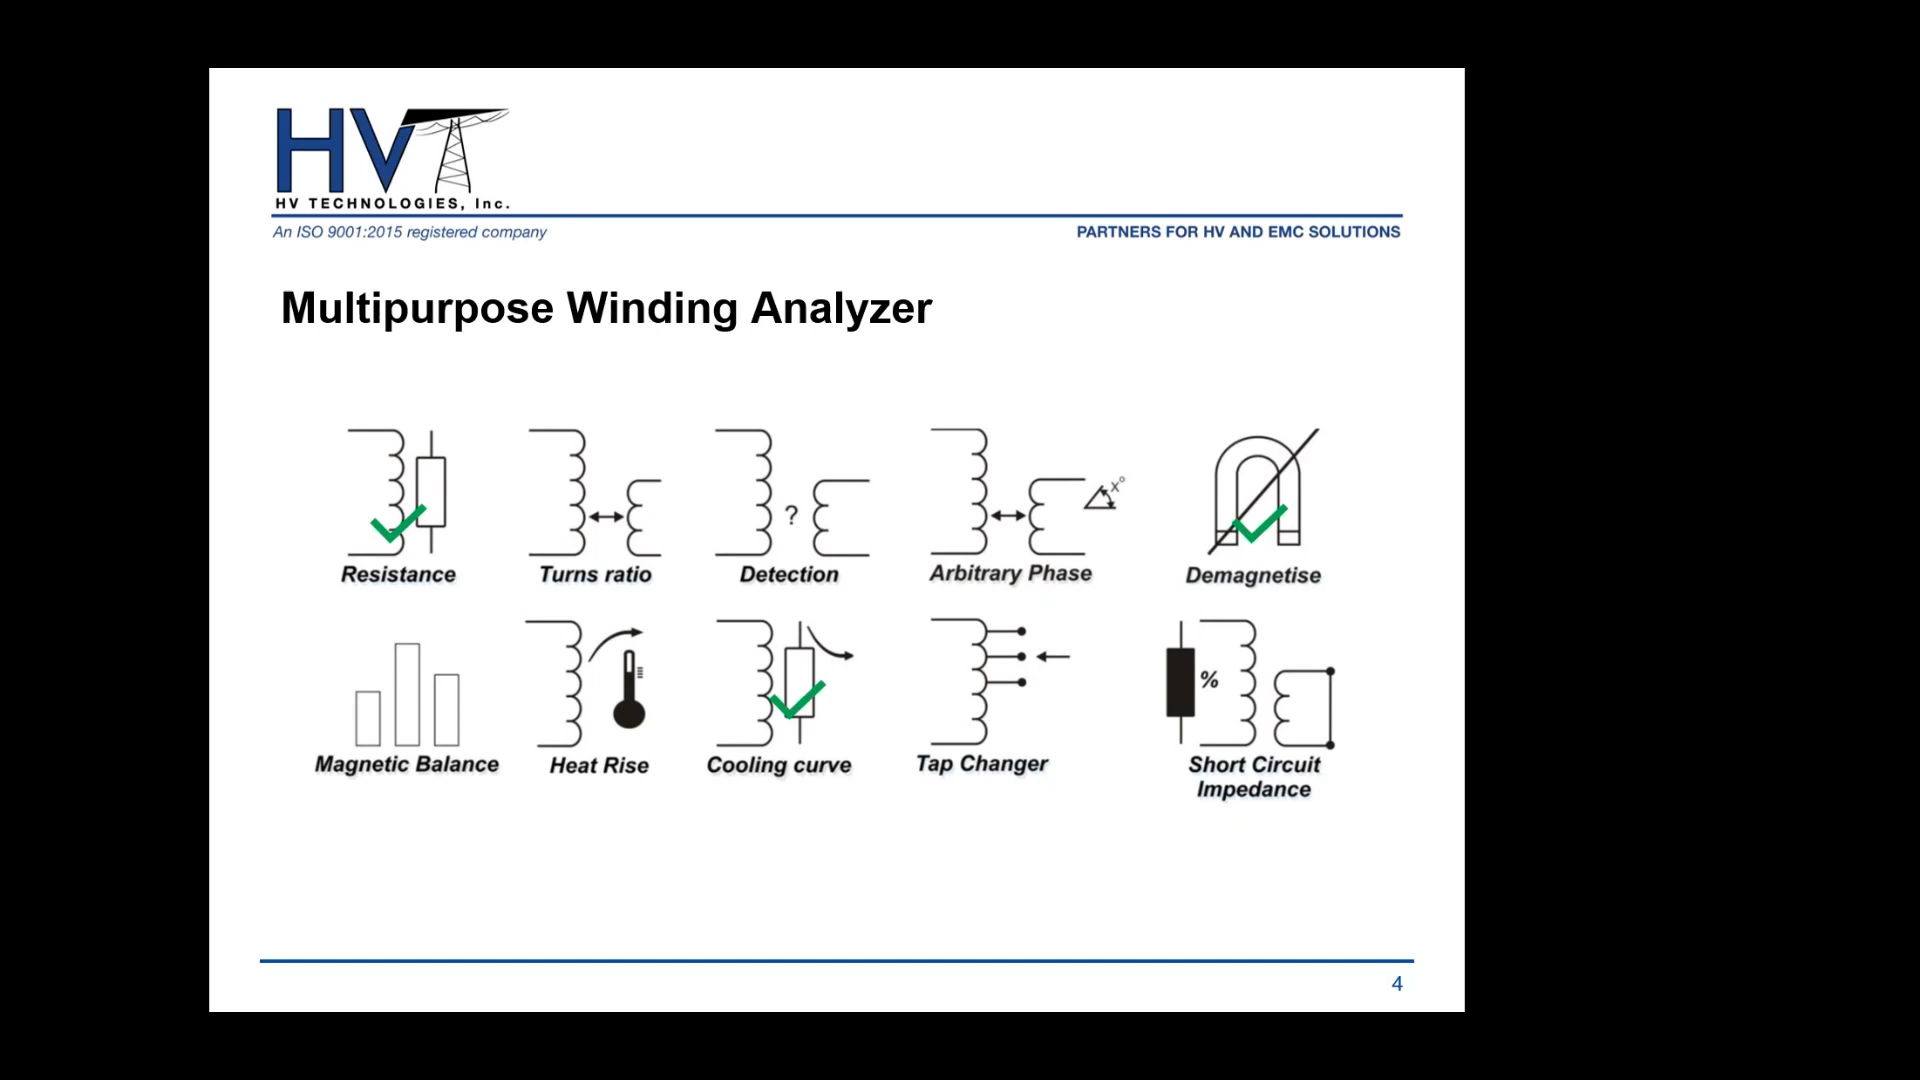 HVT
HV TECHNOLOGIES, Inc.
An ISO 9001:2015 registered company
PARTNERS FOR HV AND EMC SOLUTIONS
Multipurpose Winding Analyzer
?
x°
Resistance
Turns ratio
Detection
Arbitrary Phase
Demagnetise
%
Magnetic Balance
Heat Rise
Cooling curve
Tap Changer
Short Circuit
Impedance
4